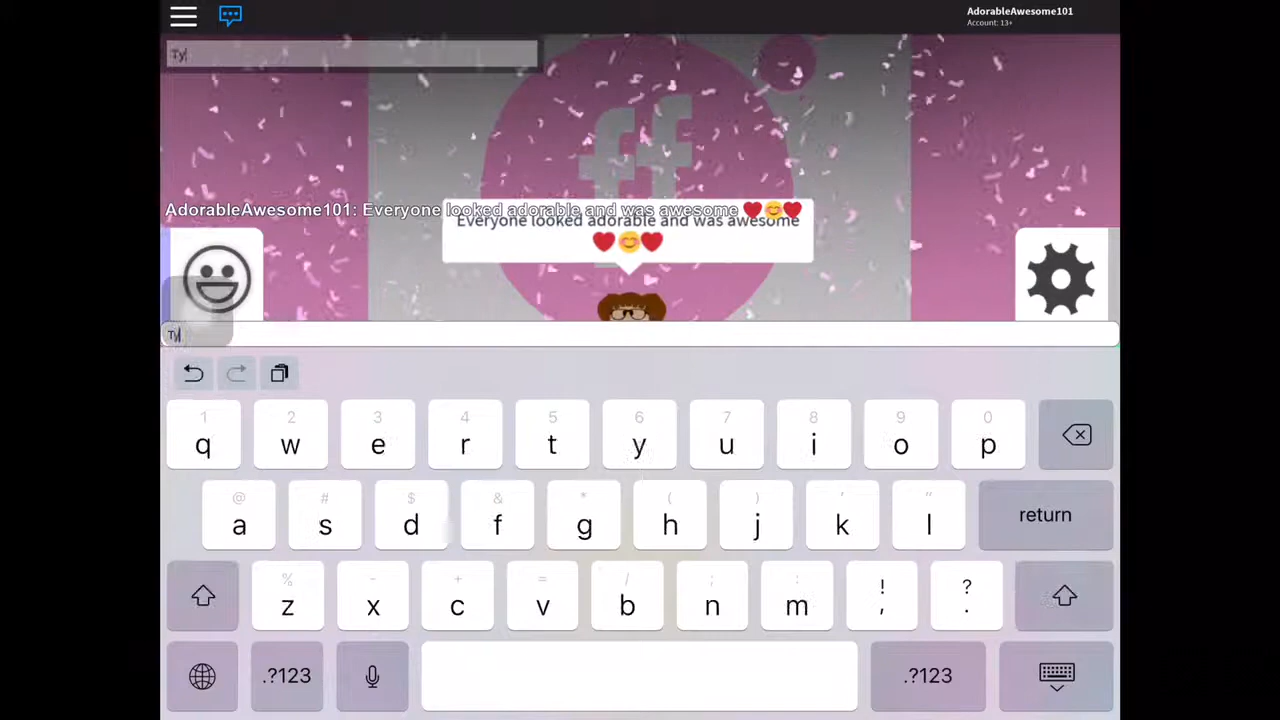 AdorableAwesome101
Account: 13+
Ty
ff
AdorableAwesome101: Everyone looked adorable and was awesome ❤️😊❤️
Everyone looked adorable and was awesome
❤️😊❤️
Ty
1 2 3 4 5 6 7 8 9 0
q w e r t y u i o p
@ # $ & * ( ) ' "
a s d f g h j k l return
% - + = / ; : ! ?
z x c v b n m , .
.?123 .?123